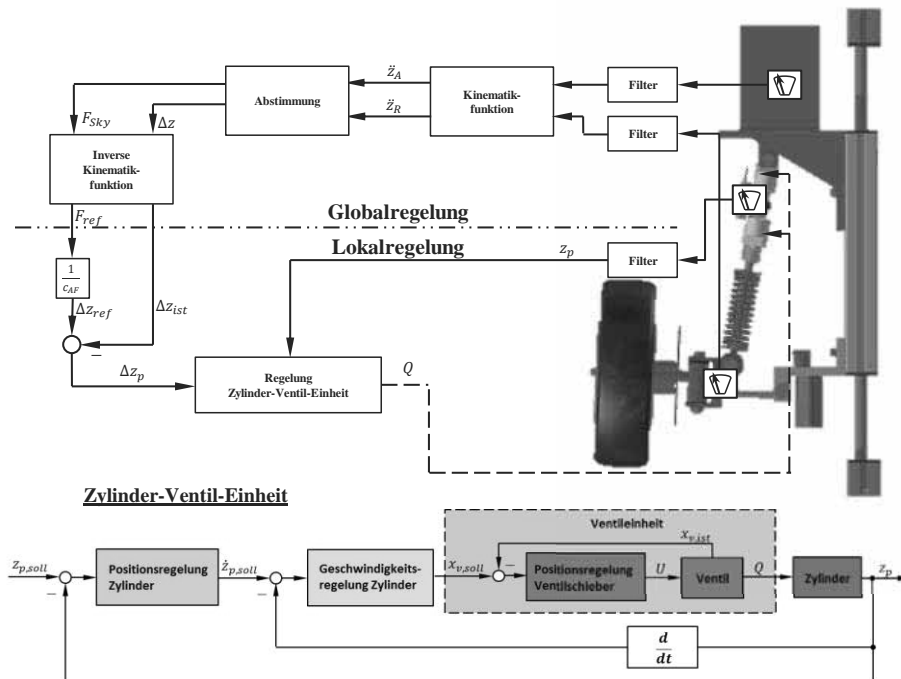 z̈_A
Filter
Abstimmung
Kinematik-
funktion
z̈_R
Filter
F_Sky
Δz
Inverse
Kinematik-
funktion
Globalregelung
F_ref
Lokalregelung
z_p
Filter
1
c_AF
Δz_ref
Δz_ist
−
Δz_p
Regelung
Zylinder-Ventil-Einheit
Q
Zylinder-Ventil-Einheit
Ventileinheit
x_v,ist
z_p,soll
−
Positionsregelung
Zylinder
ż_p,soll
−
Geschwindigkeits-
regelung Zylinder
x_v,soll
−
Positionsregelung
Ventilschieber
U
Ventil
Q
Zylinder
z_p
d
dt